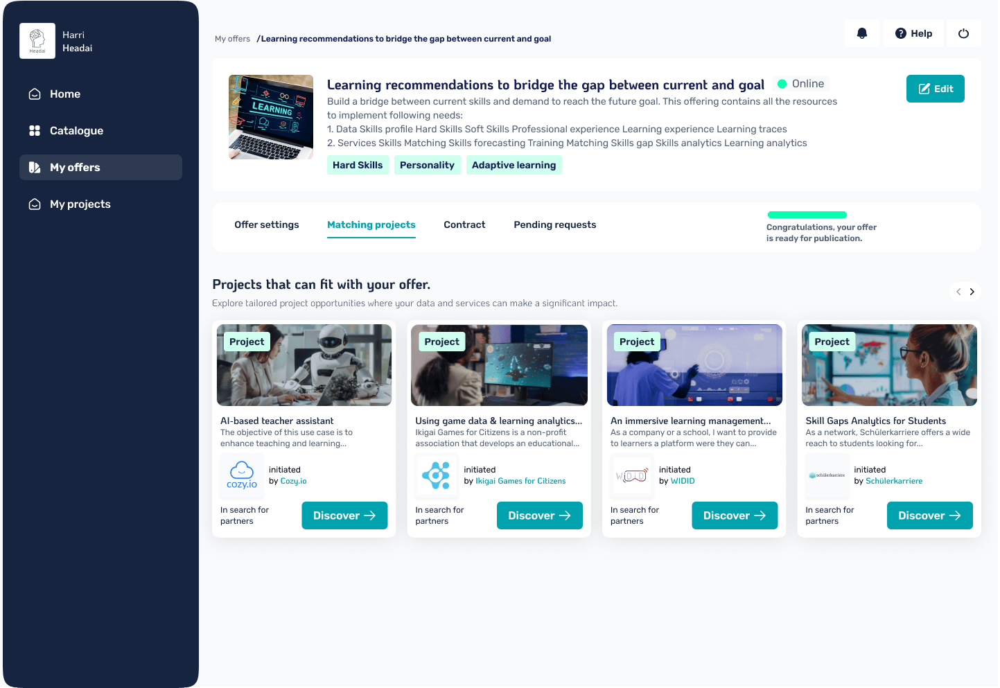 Headai
Harri
Headai
Home
Catalogue
My offers
My projects
My offers /Learning recommendations to bridge the gap between current and goal
Help
LEARNING
Learning recommendations to bridge the gap between current and goal
Online
Edit
Build a bridge between current skills and demand to reach the future goal. This offering contains all the resources
to implement following needs:
1. Data Skills profile Hard Skills Soft Skills Professional experience Learning experience Learning traces
2. Services Skills Matching Skills forecasting Training Matching Skills gap Skills analytics Learning analytics
Hard Skills
Personality
Adaptive learning
Offer settings
Matching projects
Contract
Pending requests
Congratulations, your offer
is ready for publication.
Projects that can fit with your offer.
Explore tailored project opportunities where your data and services can make a significant impact.
Project
AI-based teacher assistant
The objective of this use case is to
enhance teaching and learning...
cozy.io
initiated
by Cozy.io
In search for
partners
Discover
Project
Using game data & learning analytics...
Ikigai Games for Citizens is a non-profit
association that develops an educational...
initiated
by Ikigai Games for Citizens
In search for
partners
Discover
Project
An immersive learning management...
As a company or a school, I want to provide
to learners a platform were they can...
WIDID
initiated
by WIDID
In search for
partners
Discover
Project
Skill Gaps Analytics for Students
As a network, Schülerkarriere offers a wide
reach to students looking for...
schülerkarriere
initiated
by Schülerkarriere
In search for
partners
Discover